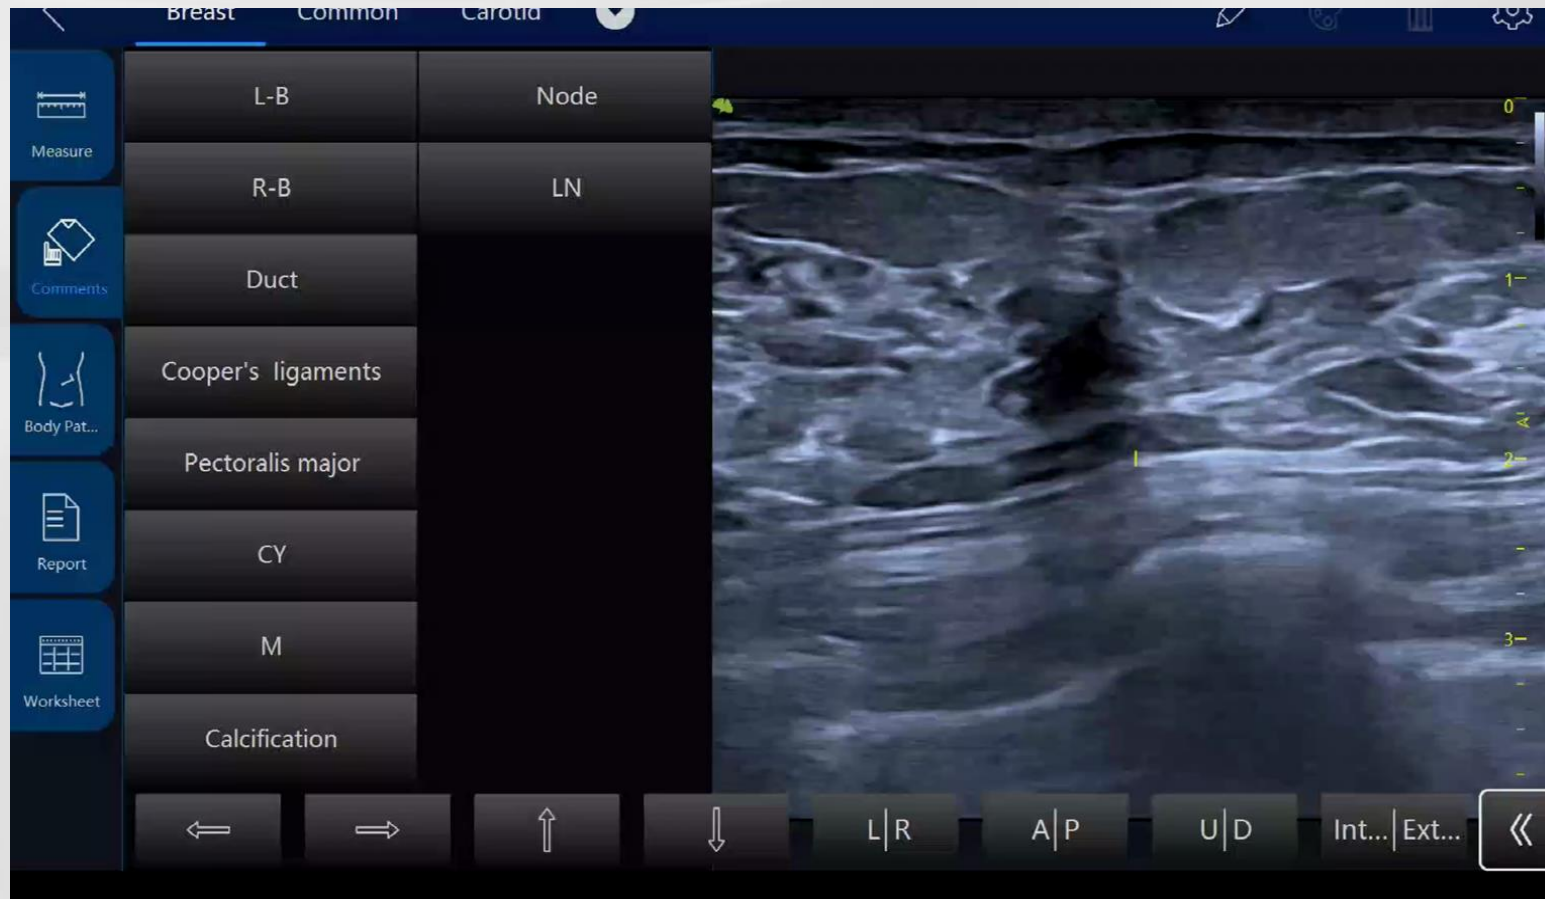 Breast Common Carotid
Measure
Comments
Body Pat...
Report
Worksheet
L-B Node
R-B LN
Duct
Cooper's ligaments
Pectoralis major
CY
M
Calcification
0
1
A
2
3
L|R A|P U|D Int...|Ext...